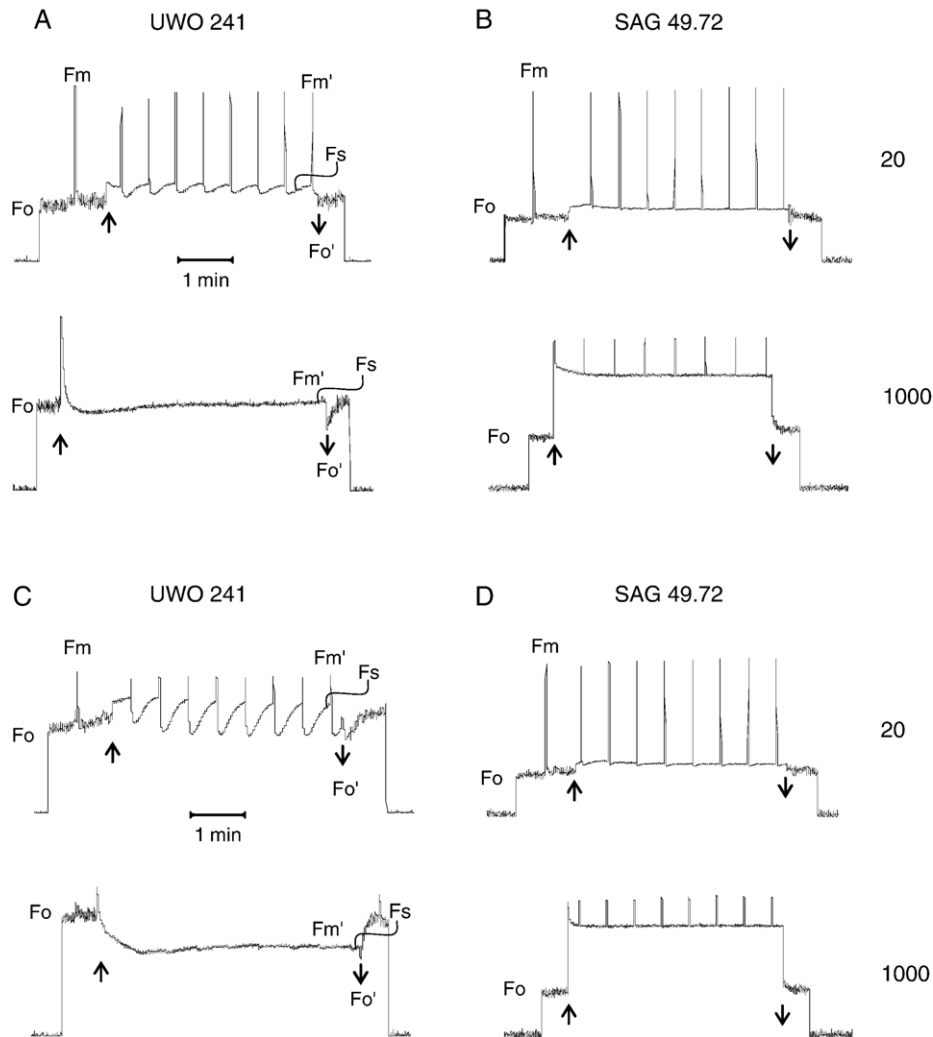 A UWO 241
B SAG 49.72
Fm
Fm'
Fs
Fo
Fo'
1 min
Fm
Fo
20
Fo
Fm'
Fs
Fo'
Fo
1000
C UWO 241
D SAG 49.72
Fm
Fm'
Fs
Fo
Fo'
1 min
Fm
Fo
20
Fo
Fm'
Fs
Fo'
Fo
1000